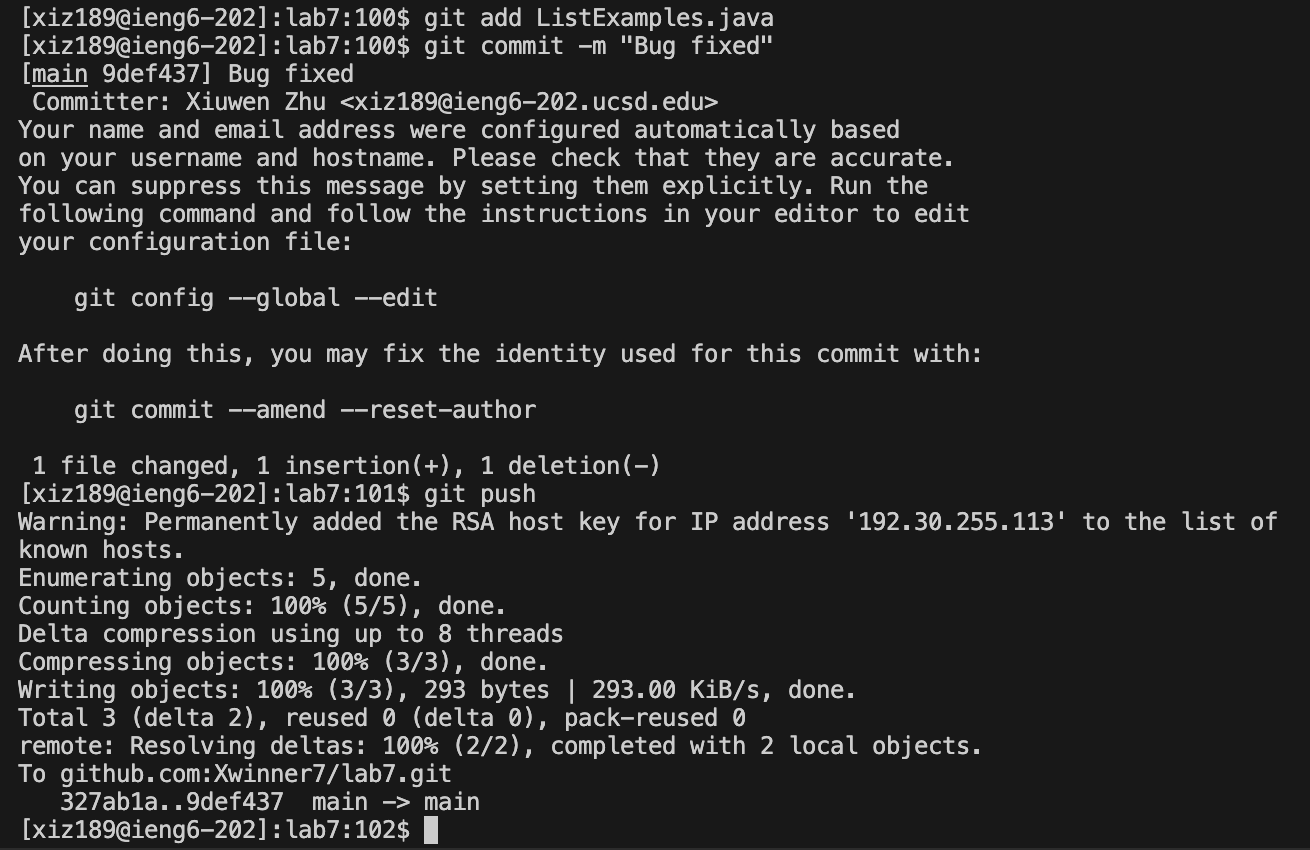 [xiz189@ieng6-202]:lab7:100$ git add ListExamples.java
[xiz189@ieng6-202]:lab7:100$ git commit -m "Bug fixed"
[main 9def437] Bug fixed
 Committer: Xiuwen Zhu <xiz189@ieng6-202.ucsd.edu>
Your name and email address were configured automatically based
on your username and hostname. Please check that they are accurate.
You can suppress this message by setting them explicitly. Run the
following command and follow the instructions in your editor to edit
your configuration file:

    git config --global --edit

After doing this, you may fix the identity used for this commit with:

    git commit --amend --reset-author

 1 file changed, 1 insertion(+), 1 deletion(-)
[xiz189@ieng6-202]:lab7:101$ git push
Warning: Permanently added the RSA host key for IP address '192.30.255.113' to the list of
known hosts.
Enumerating objects: 5, done.
Counting objects: 100% (5/5), done.
Delta compression using up to 8 threads
Compressing objects: 100% (3/3), done.
Writing objects: 100% (3/3), 293 bytes | 293.00 KiB/s, done.
Total 3 (delta 2), reused 0 (delta 0), pack-reused 0
remote: Resolving deltas: 100% (2/2), completed with 2 local objects.
To github.com:Xwinner7/lab7.git
   327ab1a..9def437  main -> main
[xiz189@ieng6-202]:lab7:102$